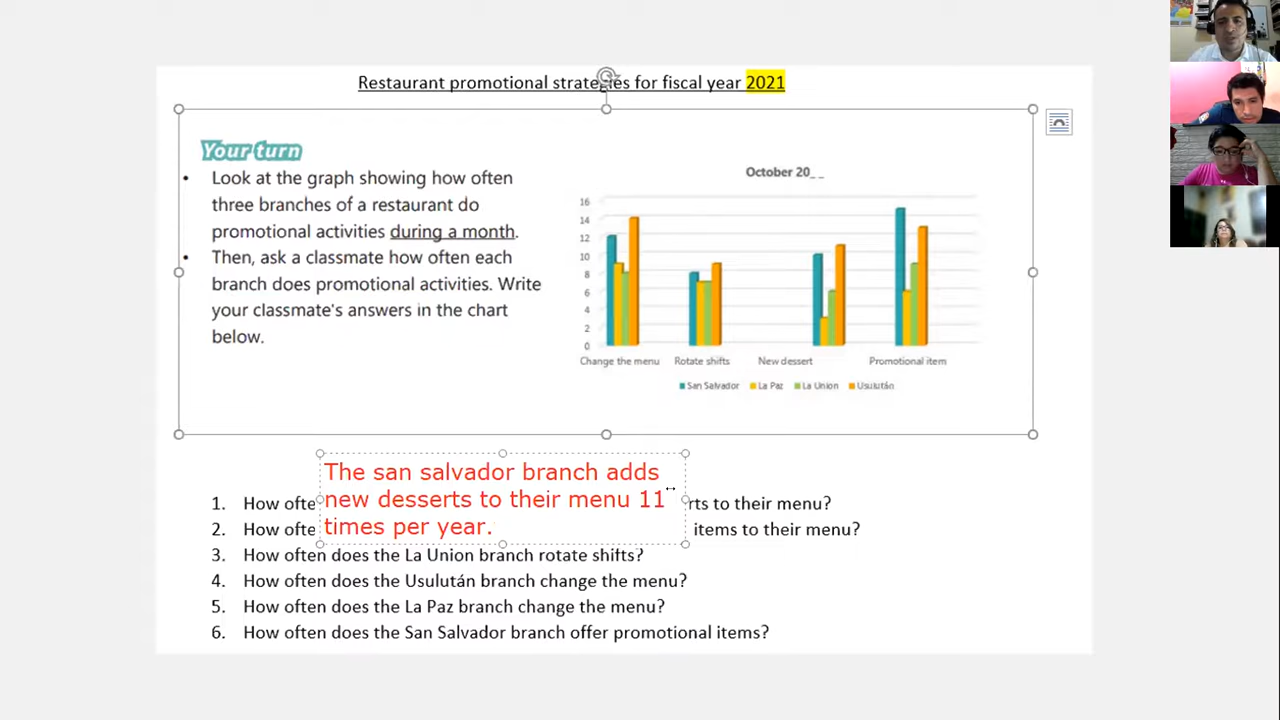 Restaurant promotional strategies for fiscal year 2021
Your turn
• Look at the graph showing how often
three branches of a restaurant do
promotional activities during a month.
• Then, ask a classmate how often each
branch does promotional activities. Write
your classmate's answers in the chart
below.
October 20_ _
16
14
12
10
8
6
4
2
0
Change the menu Rotate shifts New dessert Promotional item
San Salvador La Paz La Union Usulután
The san salvador branch adds
new desserts to their menu 11
times per year.
1. How ofte rts to their menu?
2. How ofte items to their menu?
3. How often does the La Union branch rotate shifts?
4. How often does the Usulután branch change the menu?
5. How often does the La Paz branch change the menu?
6. How often does the San Salvador branch offer promotional items?